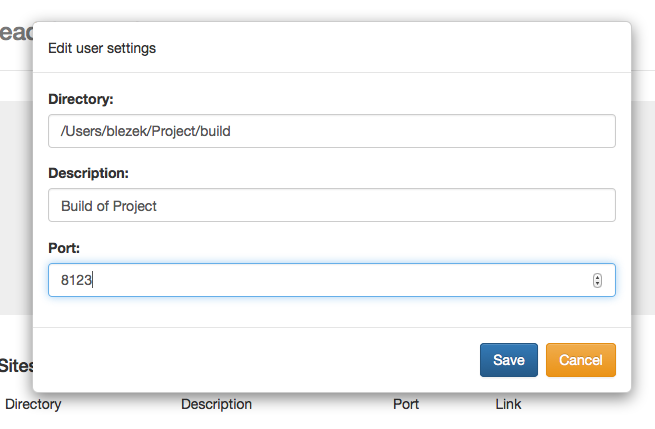 Edit user settings
Directory:
/Users/blezek/Project/build
Description:
Build of Project
Port:
8123
Save Cancel
Sites
Directory Description Port Link